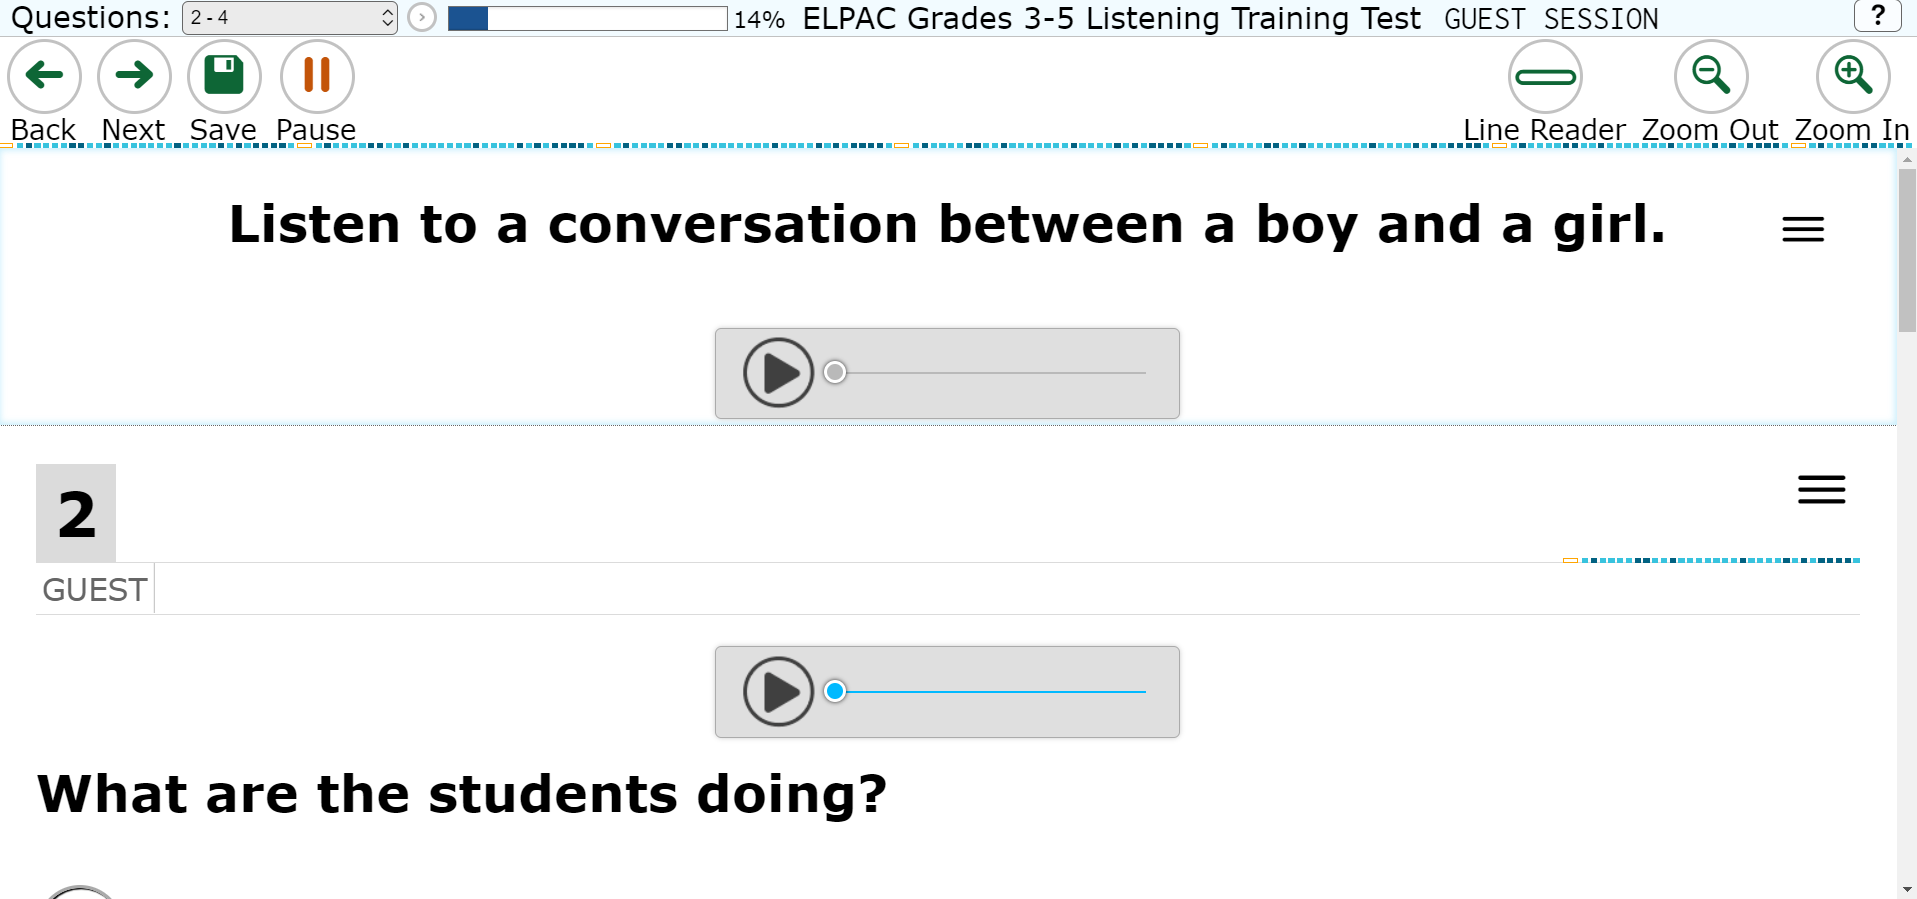 Questions: 2 - 4 14% ELPAC Grades 3-5 Listening Training Test GUEST SESSION ?
Back Next Save Pause Line Reader Zoom Out Zoom In
Listen to a conversation between a boy and a girl.
2
GUEST
What are the students doing?